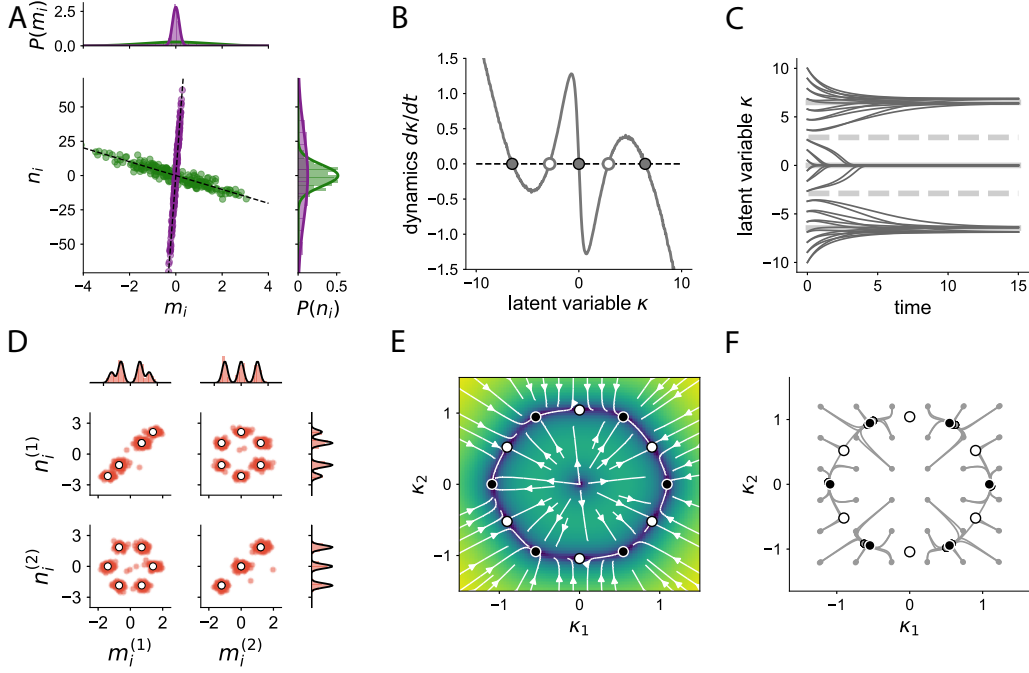 A
P(m_i)
2.5
0.0
n_i
50
25
0
−25
−50
−4 −2 0 2 4
m_i
0.0 0.5
P(n_i)
B
dynamics dκ/dt
1.5
1.0
0.5
0.0
−0.5
−1.0
−1.5
−10 0 10
latent variable κ
C
latent variable κ
10
5
0
−5
−10
0 5 10 15
time
D
n_i^(1)
3
0
−3
n_i^(2)
3
0
−3
−2 0 2
m_i^(1)
−2 0 2
m_i^(2)
E
κ2
1
0
−1
−1 0 1
κ1
F
κ2
1
0
−1
−1 0 1
κ1